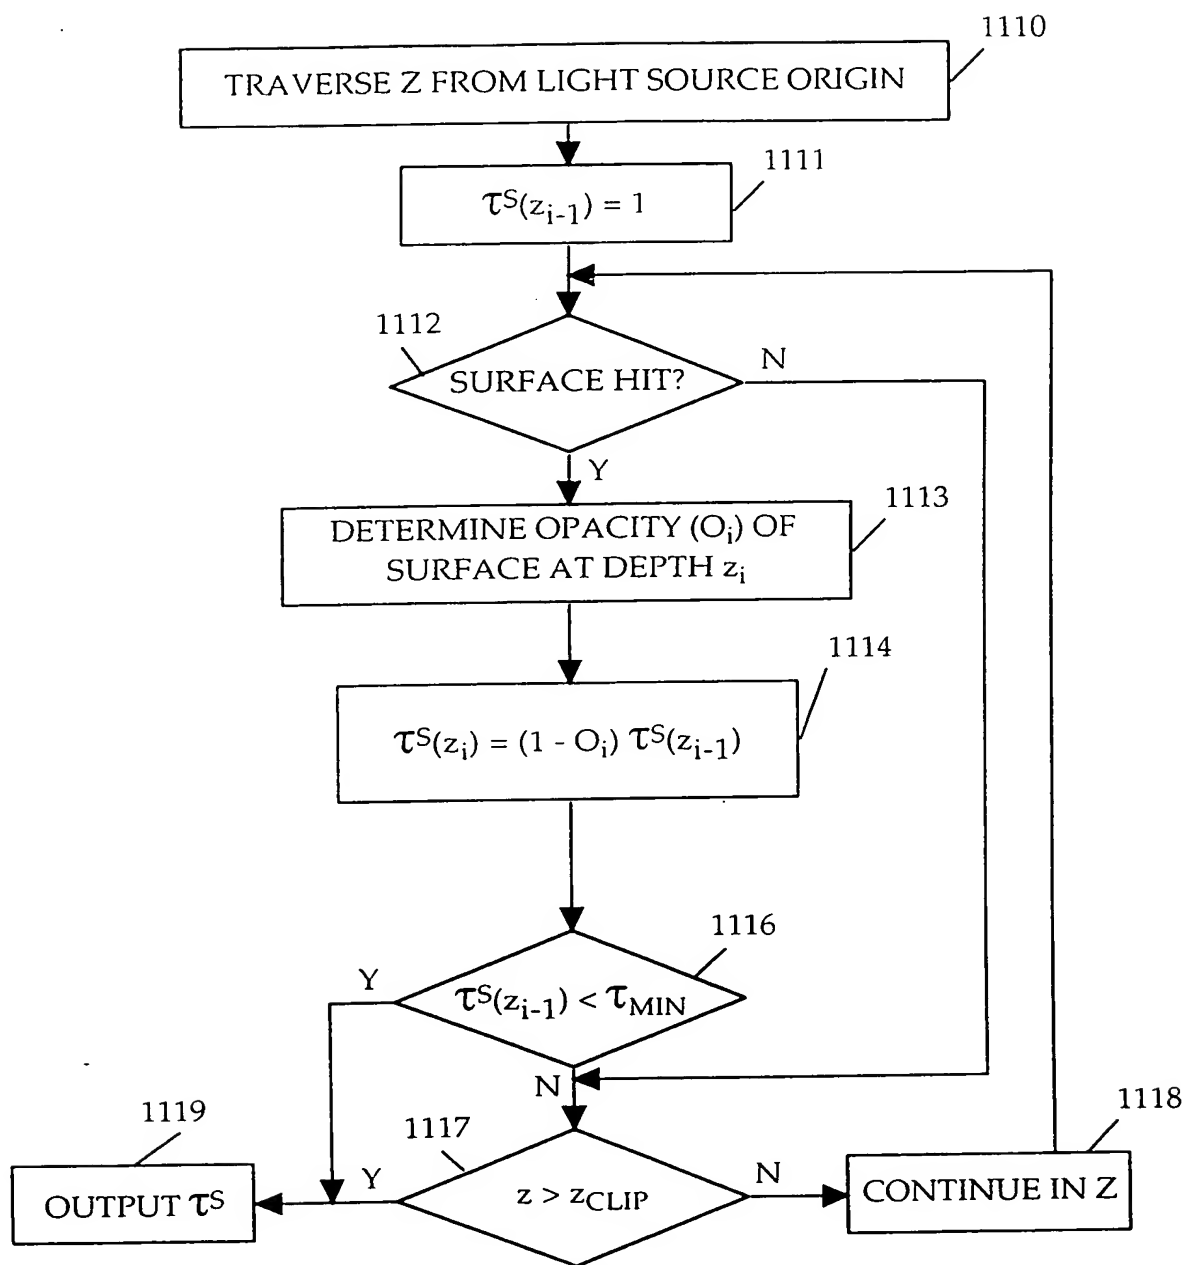 1110
TRAVERSE Z FROM LIGHT SOURCE ORIGIN
1111
τS(zi-1) = 1
1112
SURFACE HIT?
N
Y
1113
DETERMINE OPACITY (Oi) OF
SURFACE AT DEPTH zi
1114
τS(zi) = (1 - Oi) τS(zi-1)
1116
Y
τS(zi-1) < τMIN
N
1119
1117
1118
OUTPUT τS
Y
z > zCLIP
N
CONTINUE IN Z